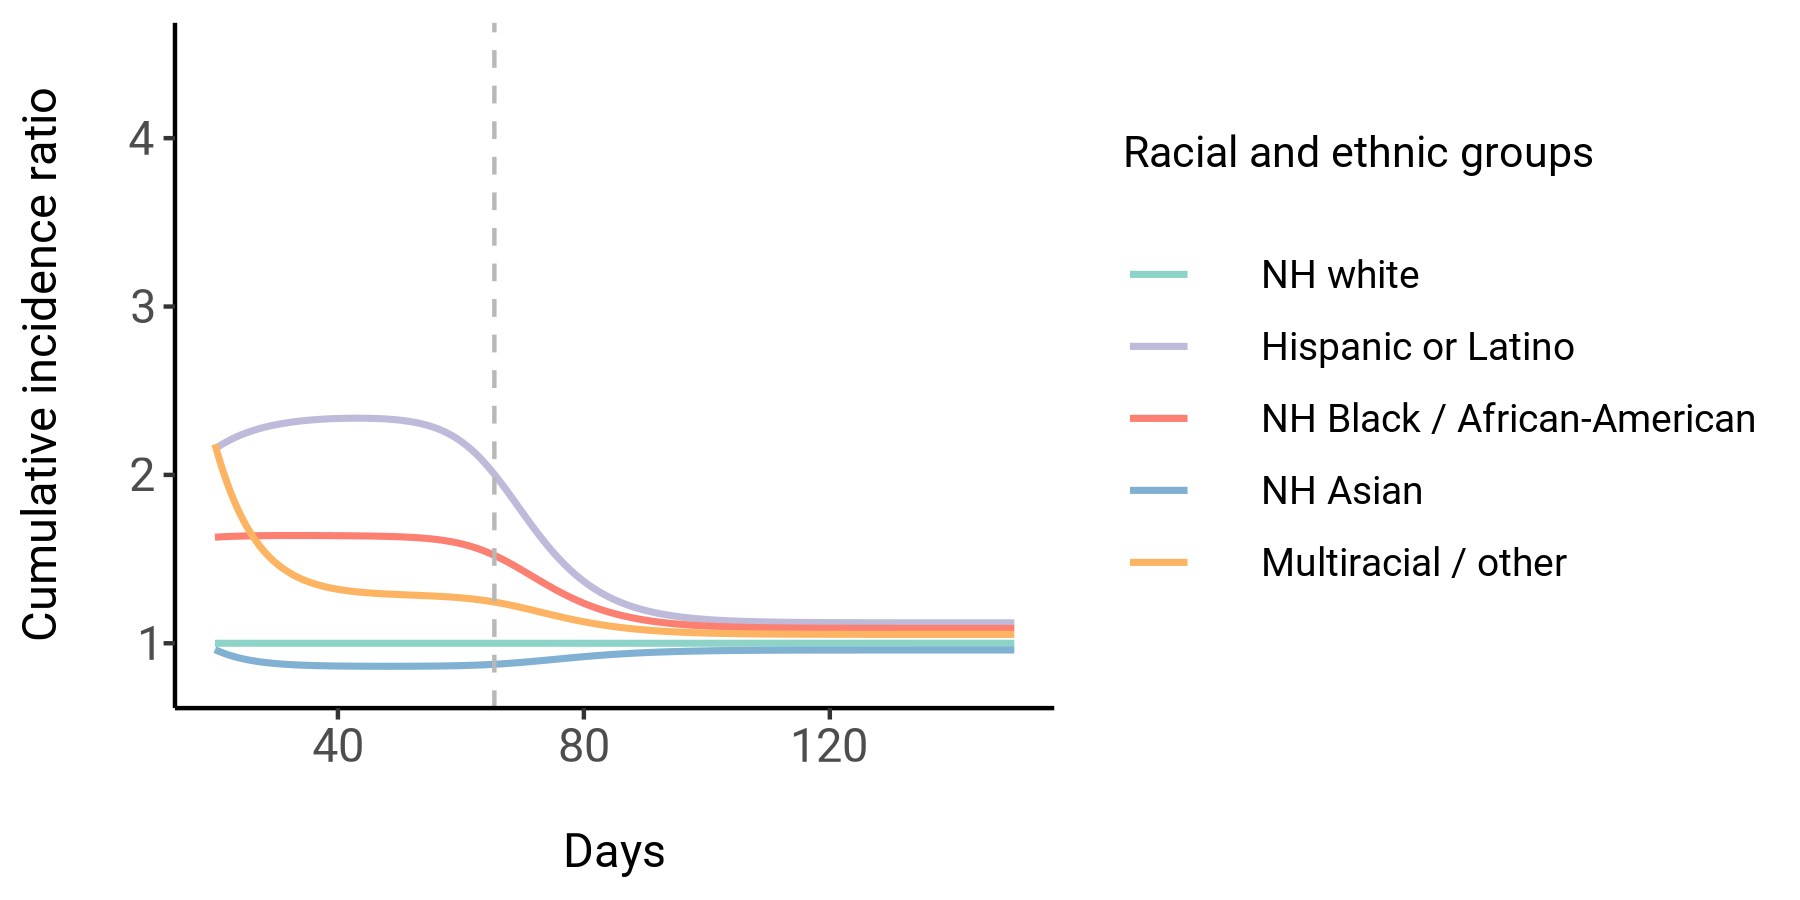 Cumulative incidence ratio
4
3
2
1
40 80 120
Days
Racial and ethnic groups
NH white
Hispanic or Latino
NH Black / African-American
NH Asian
Multiracial / other